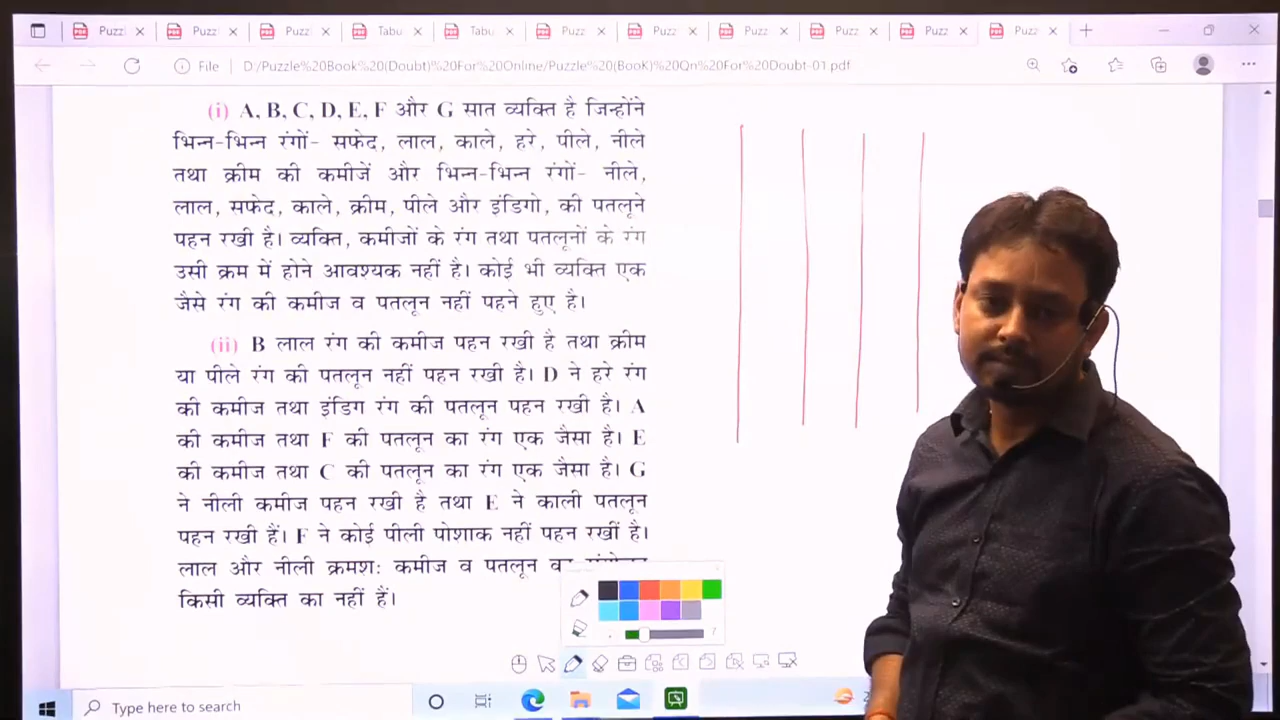 Puzzl
Puzz
Puzzl
Tabu
Tabu
Puzz
Puzz
Puzz
Puzz
Puzz
Puzz
File
D:/Puzzle%20Book%20(Doubt)%20For%20Online/Puzzle%20(BooK)%20Qn%20For%20Doubt-01.pdf
(i) A, B, C, D, E, F और G सात व्यक्ति है जिन्होंने
भिन्न-भिन्न रंगों- सफेद, लाल, काले, हरे, पीले, नीले
तथा क्रीम की कमीजें और भिन्न-भिन्न रंगों- नीले,
लाल, सफेद, काले, क्रीम, पीले और इंडिगो, की पतलूने
पहन रखी है। व्यक्ति, कमीजों के रंग तथा पतलूनों के रंग
उसी क्रम में होने आवश्यक नहीं है। कोई भी व्यक्ति एक
जैसे रंग की कमीज व पतलून नहीं पहने हुए है।
(ii) B लाल रंग की कमीज पहन रखी है तथा क्रीम
या पीले रंग की पतलून नहीं पहन रखी है। D ने हरे रंग
की कमीज तथा इंडिग रंग की पतलून पहन रखी है। A
की कमीज तथा F की पतलून का रंग एक जैसा है। E
की कमीज तथा C की पतलून का रंग एक जैसा है। G
ने नीली कमीज पहन रखी है तथा E ने काली पतलून
पहन रखी हैं। F ने कोई पीली पोशाक नहीं पहन रखीं है।
लाल और नीली क्रमशः कमीज व पतलून
किसी व्यक्ति का नहीं हैं।
Type here to search